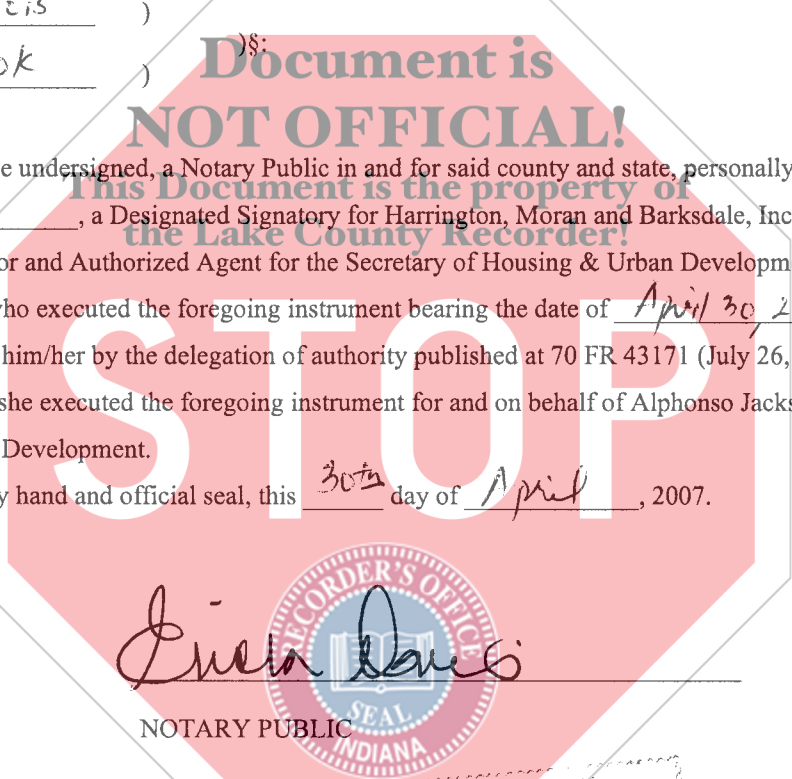 )
ok )§:
)
Document is
NOT OFFICIAL!
e undersigned, a Notary Public in and for said county and state, personally
This Document is the property of
, a Designated Signatory for Harrington, Moran and Barksdale, Inc
the Lake County Recorder!
or and Authorized Agent for the Secretary of Housing & Urban Developm
ho executed the foregoing instrument bearing the date of April 30, 2
him/her by the delegation of authority published at 70 FR 43171 (July 26,
she executed the foregoing instrument for and on behalf of Alphonso Jacks
Development.
STOP
y hand and official seal, this 30th day of April, 2007.
RECORDER'S OFFICE
SEAL
INDIANA
NOTARY PUBLIC